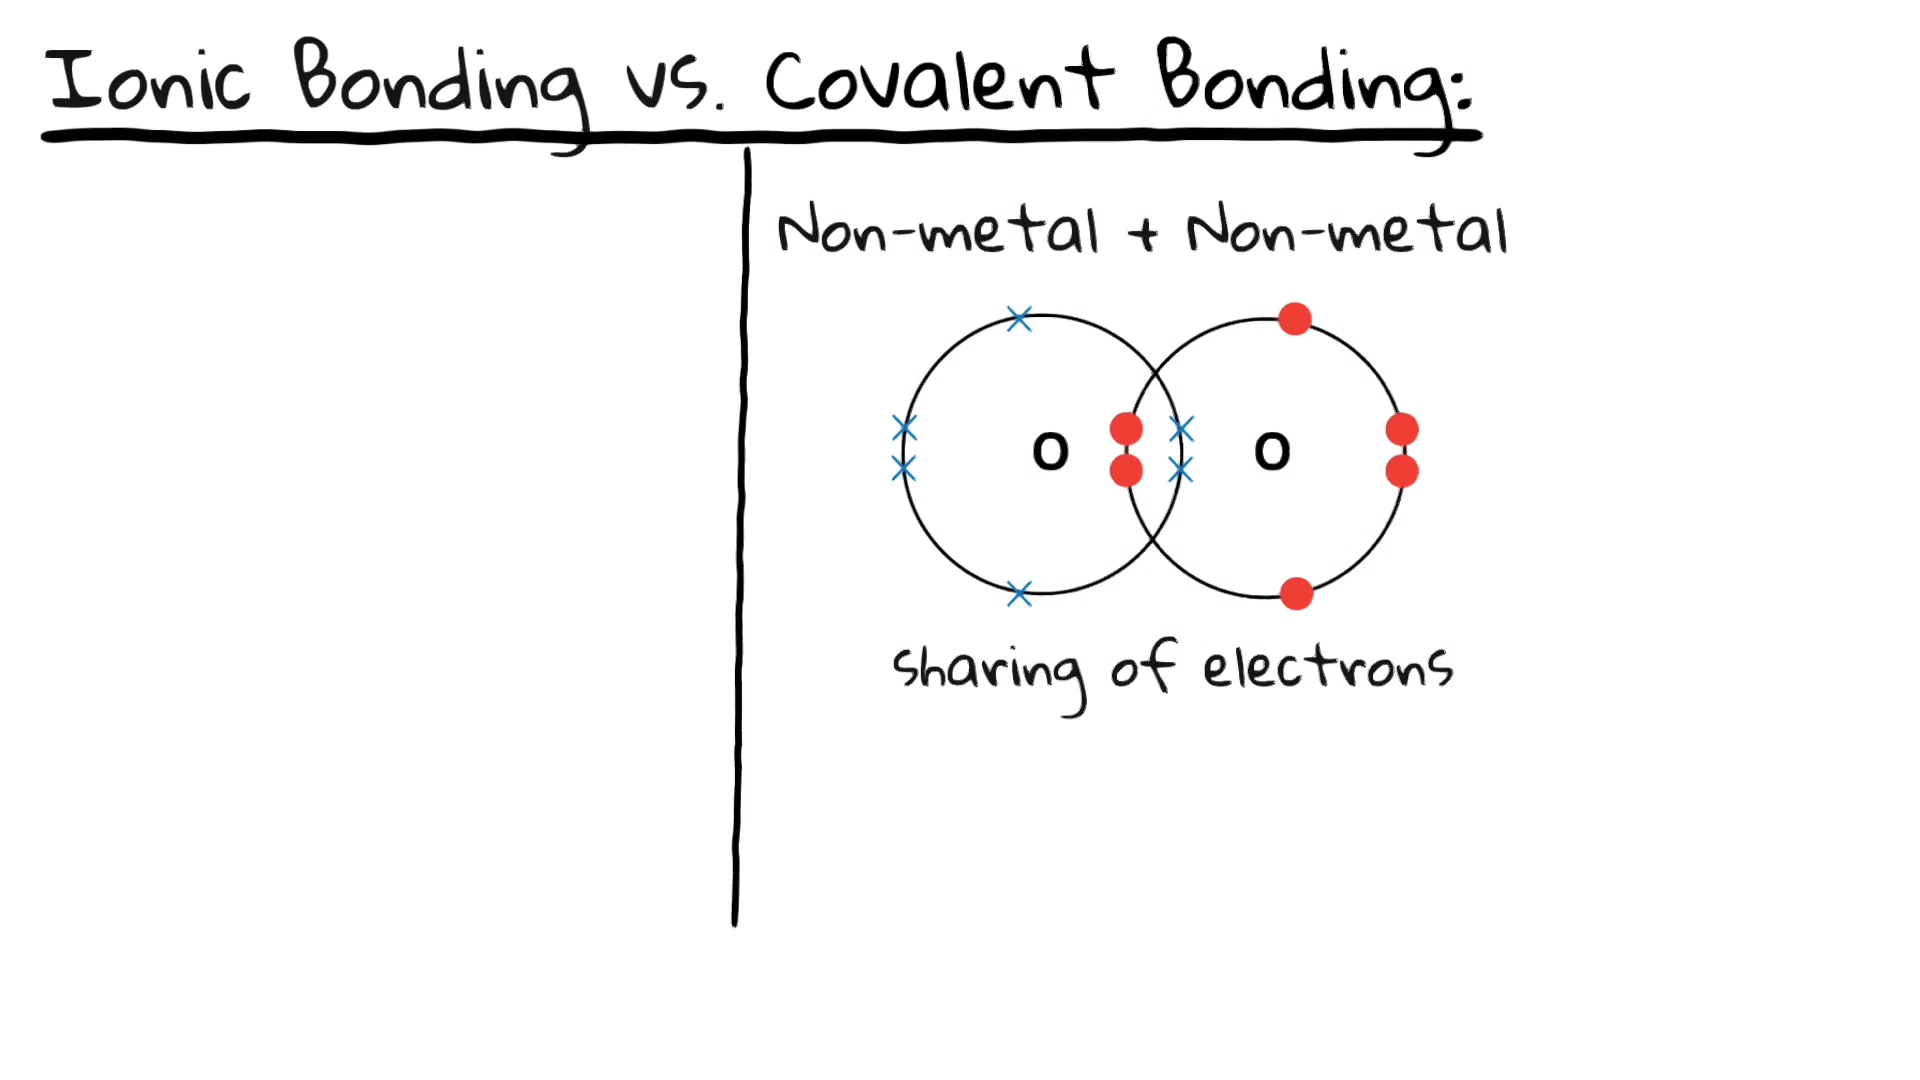 Ionic Bonding vs. Covalent Bonding:
Non-metal + Non-metal
O O
sharing of electrons